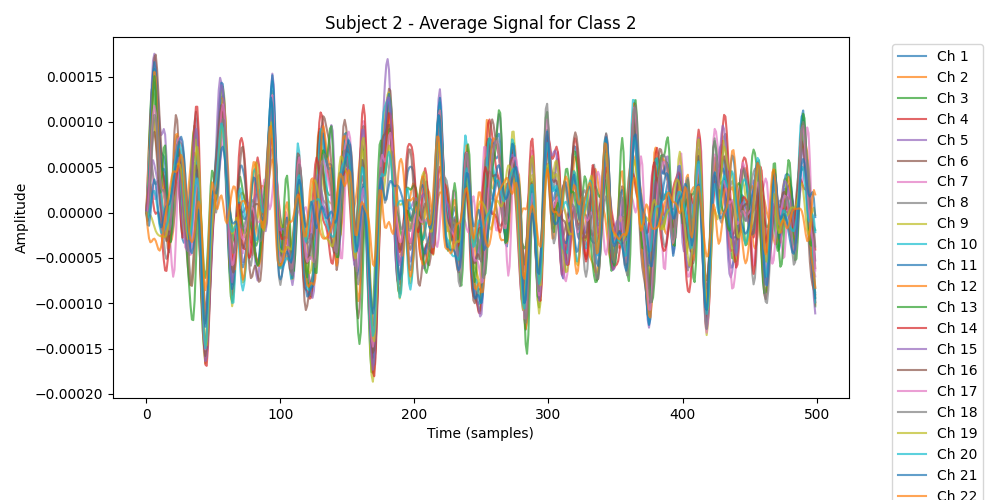 Subject 2 - Average Signal for Class 2
Amplitude
0.00015
0.00010
0.00005
0.00000
−0.00005
−0.00010
−0.00015
−0.00020
0
100
200
300
400
500
Time (samples)
Ch 1
Ch 2
Ch 3
Ch 4
Ch 5
Ch 6
Ch 7
Ch 8
Ch 9
Ch 10
Ch 11
Ch 12
Ch 13
Ch 14
Ch 15
Ch 16
Ch 17
Ch 18
Ch 19
Ch 20
Ch 21
Ch 22